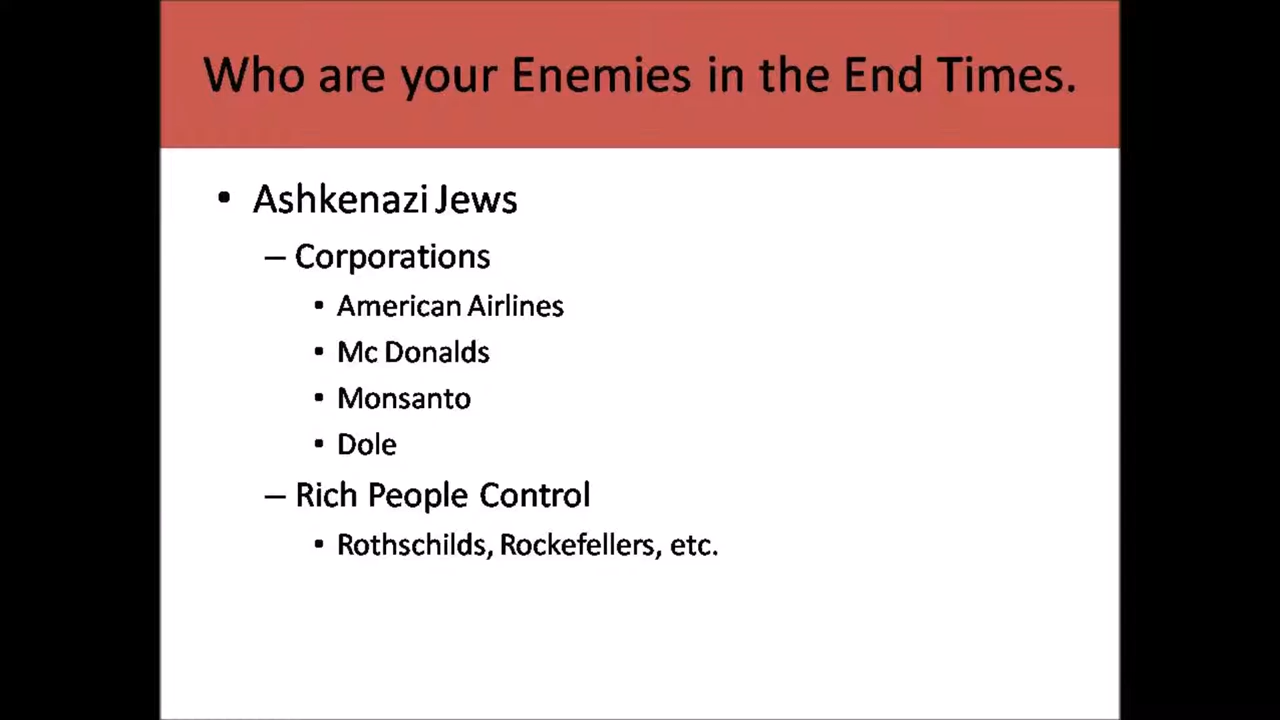 Who are your Enemies in the End Times.
• Ashkenazi Jews
– Corporations
• American Airlines
• Mc Donalds
• Monsanto
• Dole
– Rich People Control
• Rothschilds, Rockefellers, etc.